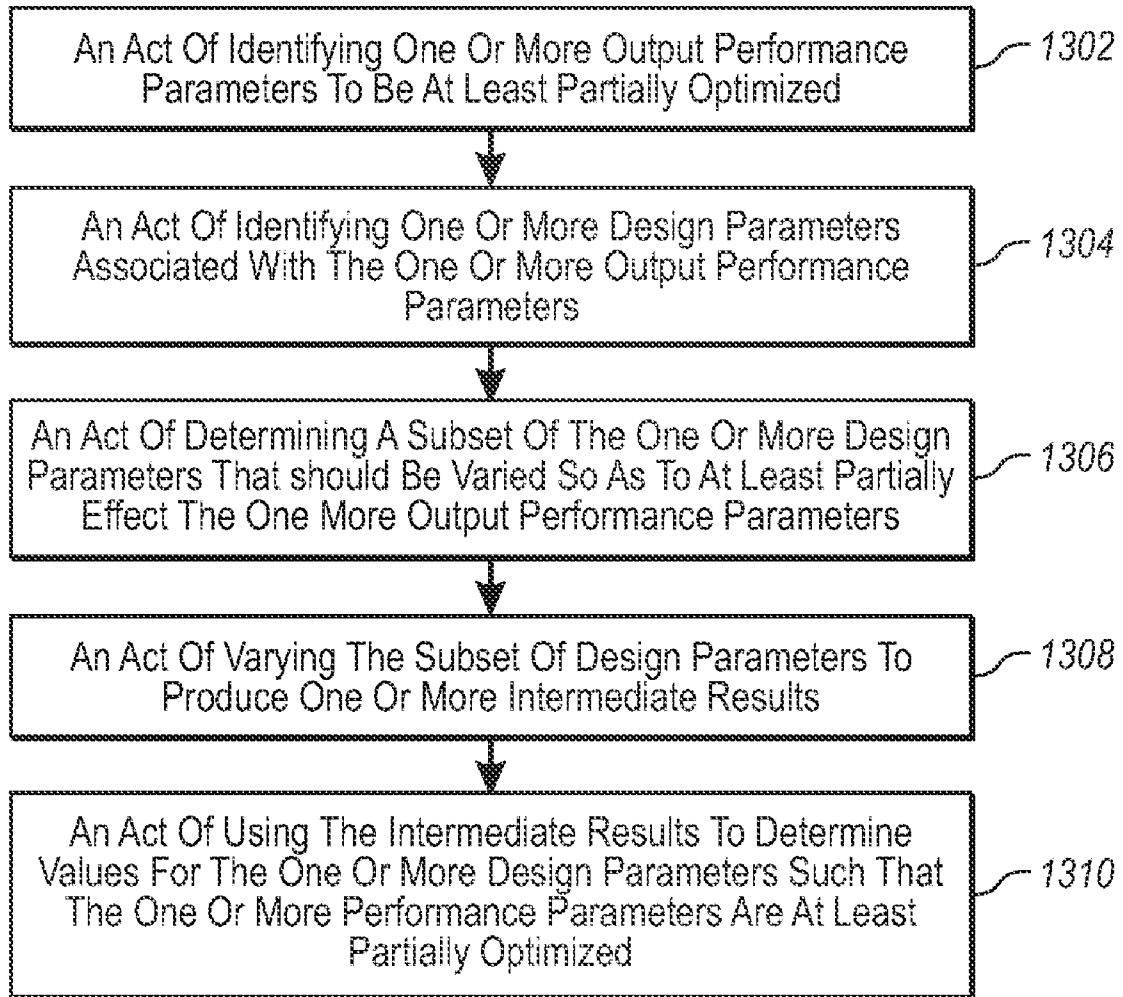 An Act Of Identifying One Or More Output Performance
Parameters To Be At Least Partially Optimized
1302
An Act Of Identifying One Or More Design Parameters
Associated With The One Or More Output Performance
Parameters
1304
An Act Of Determining A Subset Of The One Or More Design
Parameters That should Be Varied So As To At Least Partially
Effect The One More Output Performance Parameters
1306
An Act Of Varying The Subset Of Design Parameters To
Produce One Or More Intermediate Results
1308
An Act Of Using The Intermediate Results To Determine
Values For The One Or More Design Parameters Such That
The One Or More Performance Parameters Are At Least
Partially Optimized
1310